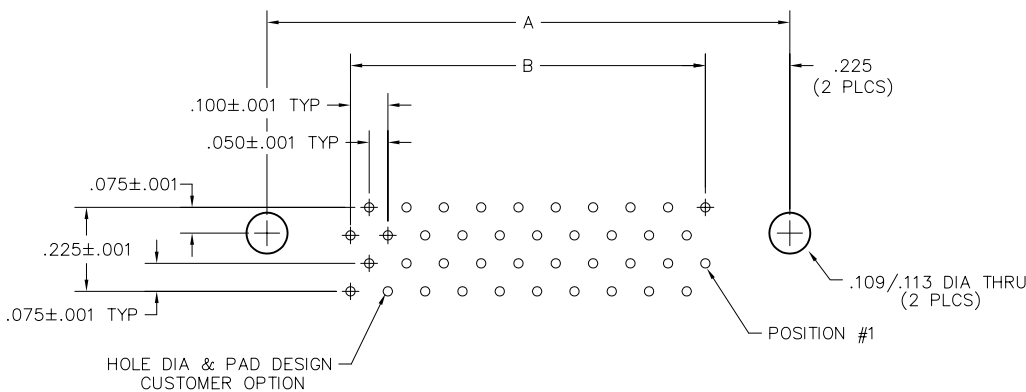 A
B
.225
(2 PLCS)
.100±.001 TYP
.050±.001 TYP
.075±.001
.225±.001
.075±.001 TYP
.109/.113 DIA THRU
(2 PLCS)
POSITION #1
HOLE DIA & PAD DESIGN
CUSTOMER OPTION